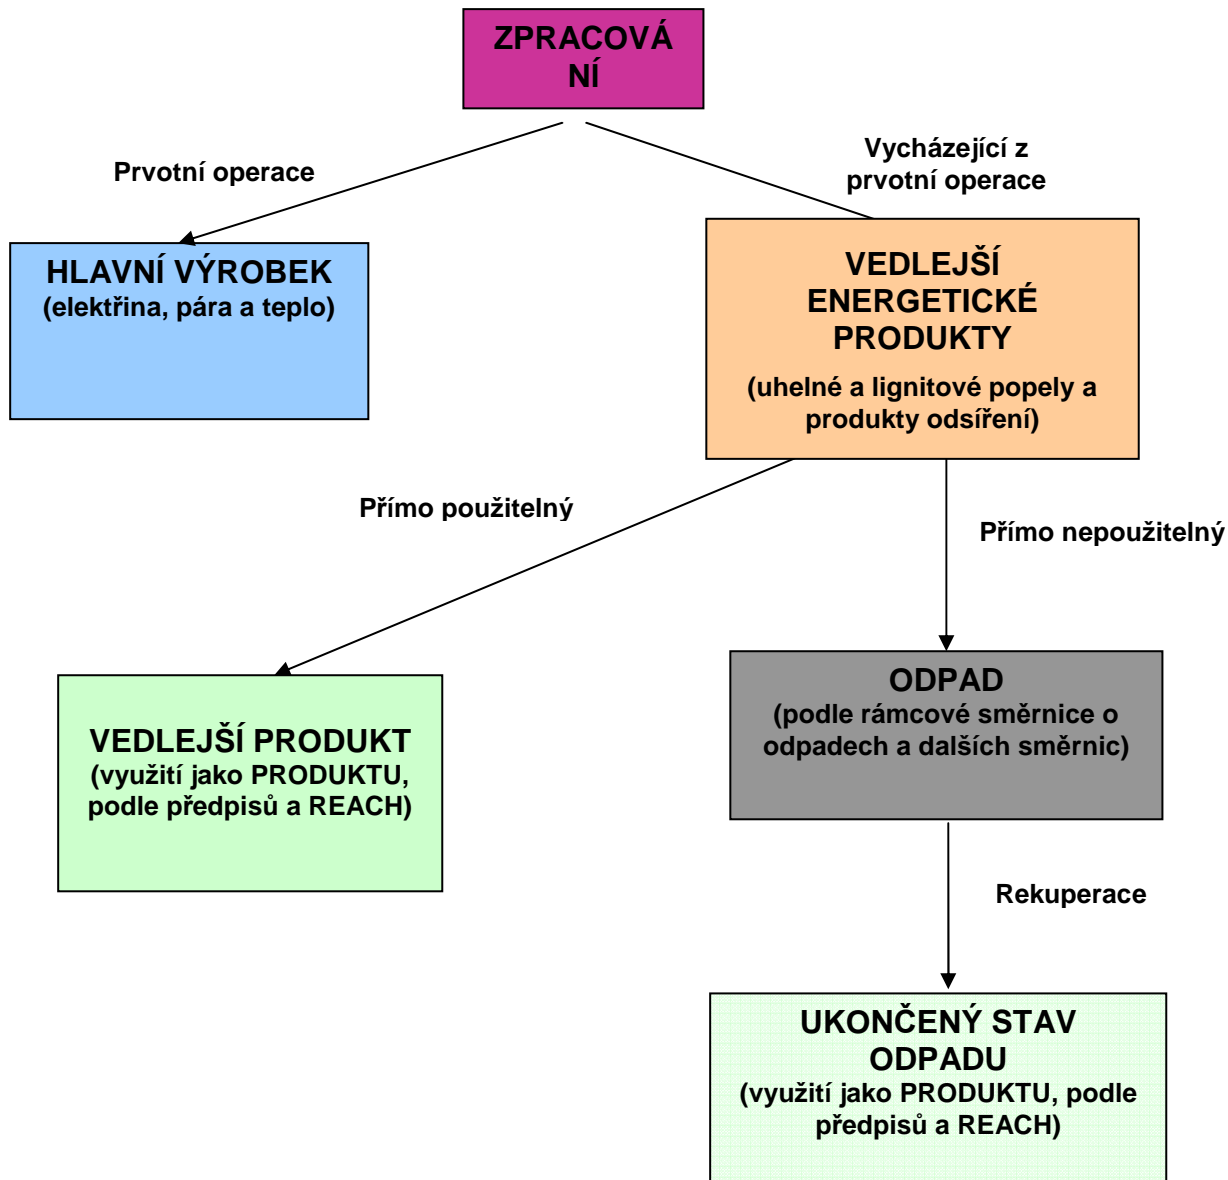 ZPRACOVÁ
NÍ
Prvotní operace
Vycházející z
prvotní operace
HLAVNÍ VÝROBEK
(elektřina, pára a teplo)
VEDLEJŠÍ
ENERGETICKÉ
PRODUKTY
(uhelné a lignitové popely a
produkty odsíření)
Přímo použitelný
Přímo nepoužitelný
VEDLEJŠÍ PRODUKT
(využití jako PRODUKTU,
podle předpisů a REACH)
ODPAD
(podle rámcové směrnice o
odpadech a dalších směrnic)
Rekuperace
UKONČENÝ STAV
ODPADU
(využití jako PRODUKTU, podle
předpisů a REACH)